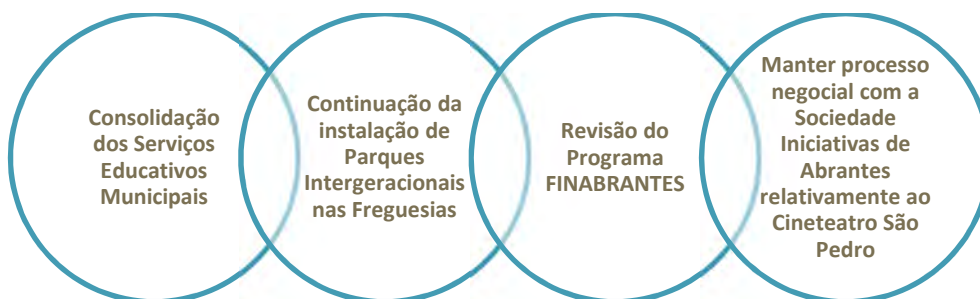 Consolidação
dos Serviços
Educativos
Municipais
Continuação da
instalação de
Parques
Intergeracionais
nas Freguesias
Revisão do
Programa
FINABRANTES
Manter processo
negocial com a
Sociedade
Iniciativas de
Abrantes
relativamente ao
Cineteatro São
Pedro